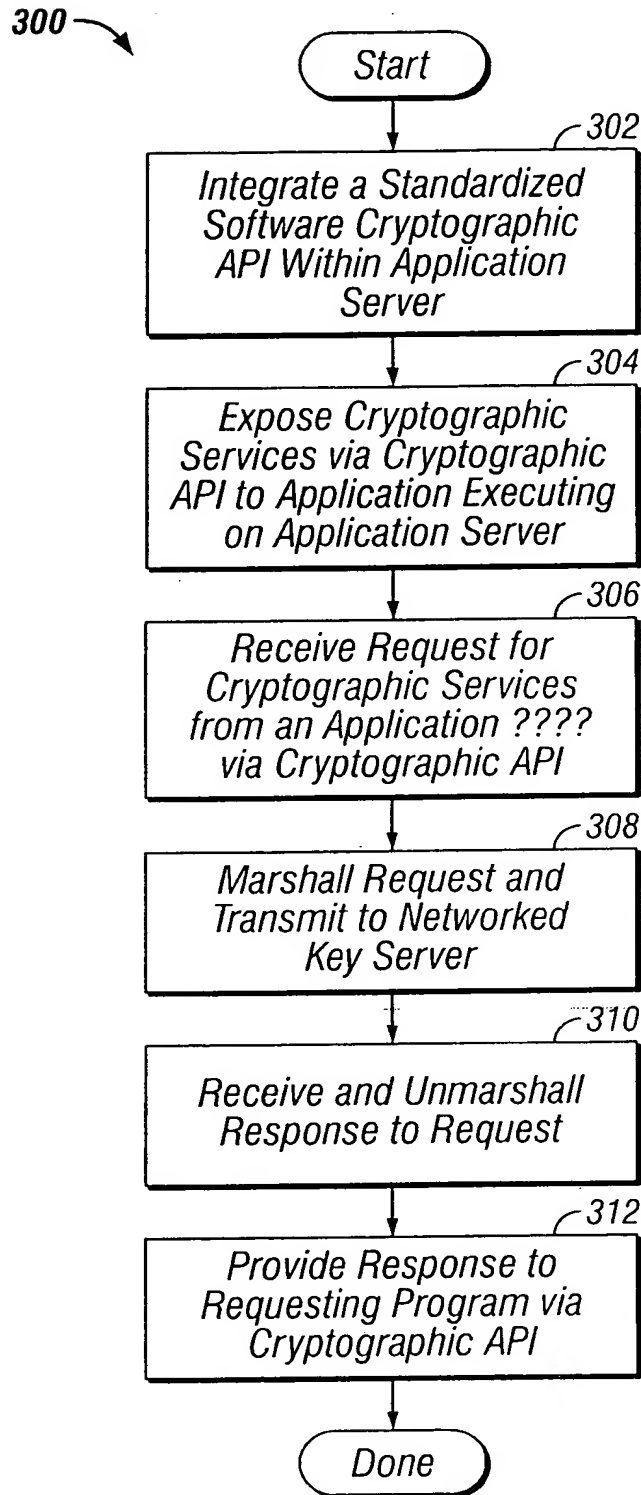 300
Start
302
Integrate a Standardized
Software Cryptographic
API Within Application
Server
304
Expose Cryptographic
Services via Cryptographic
API to Application Executing
on Application Server
306
Receive Request for
Cryptographic Services
from an Application ????
via Cryptographic API
308
Marshall Request and
Transmit to Networked
Key Server
310
Receive and Unmarshall
Response to Request
312
Provide Response to
Requesting Program via
Cryptographic API
Done